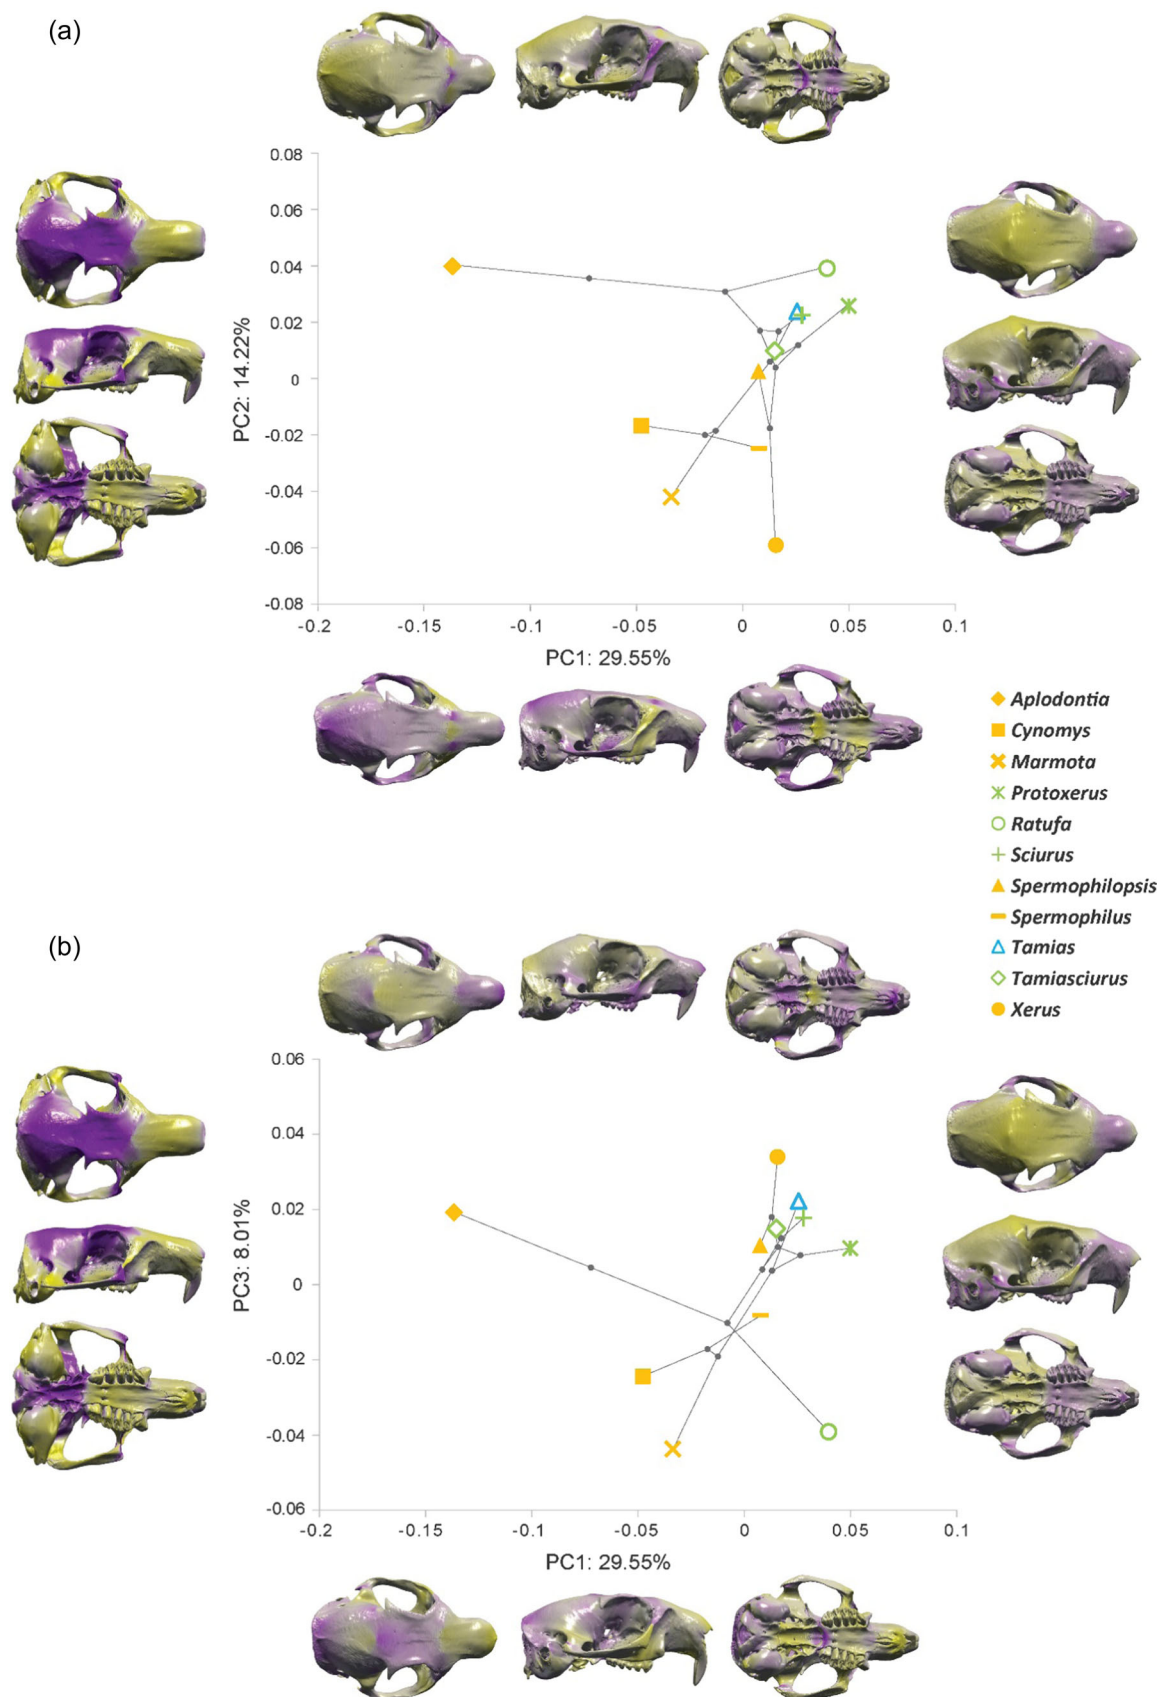 (a)
0.08
0.06
0.04
0.02
0
-0.02
-0.04
-0.06
-0.08
PC2: 14.22%
-0.2 -0.15 -0.1 -0.05 0 0.05 0.1
PC1: 29.55%
Aplodontia
Cynomys
Marmota
Protoxerus
Ratufa
Sciurus
Spermophilopsis
Spermophilus
Tamias
Tamiasciurus
Xerus
(b)
0.06
0.04
0.02
0
-0.02
-0.04
-0.06
PC3: 8.01%
-0.2 -0.15 -0.1 -0.05 0 0.05 0.1
PC1: 29.55%